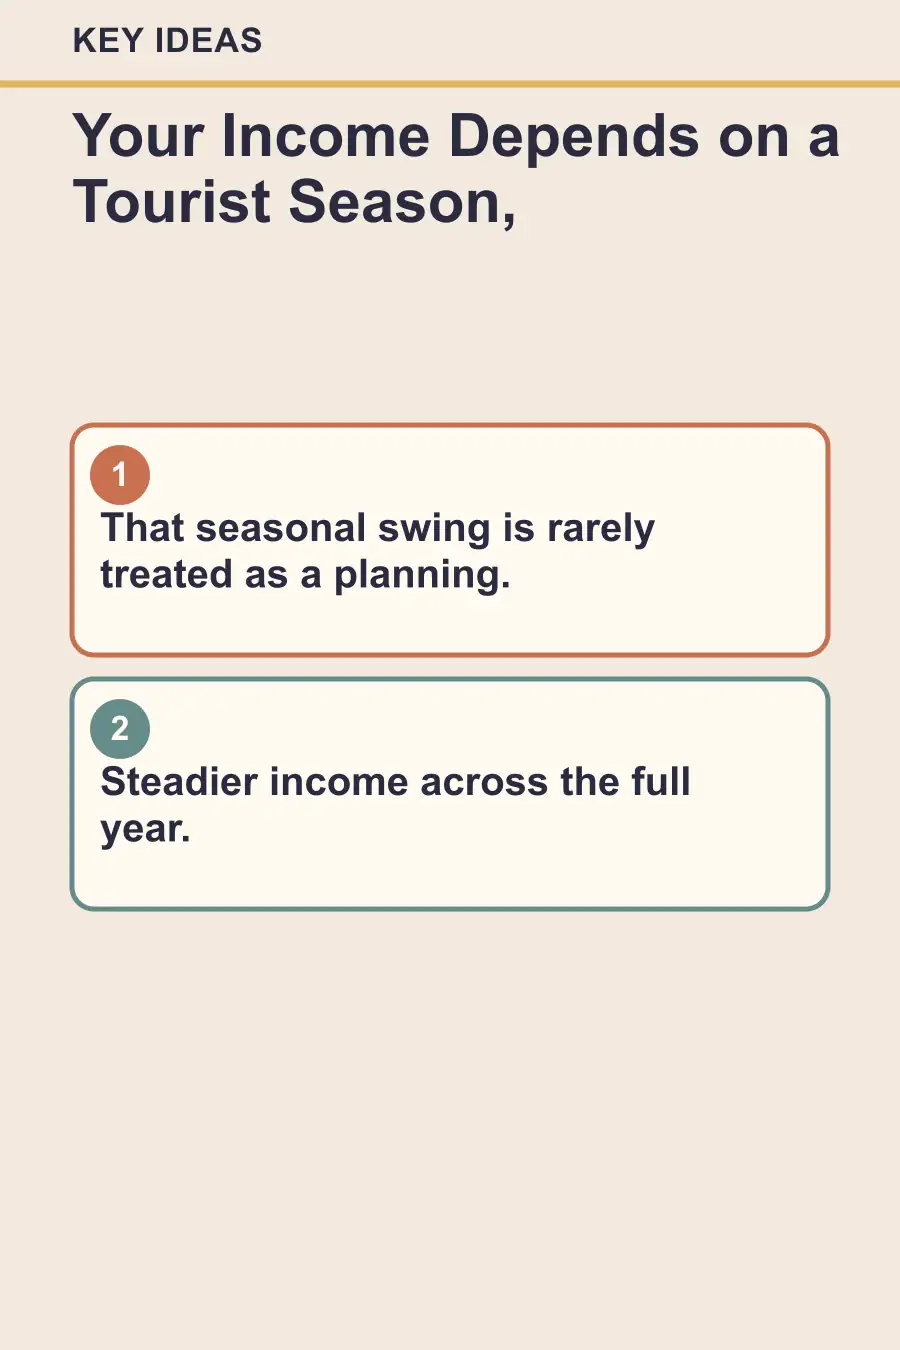 KEY IDEAS
Your Income Depends on a
Tourist Season,
1
That seasonal swing is rarely
treated as a planning.
2
Steadier income across the full
year.